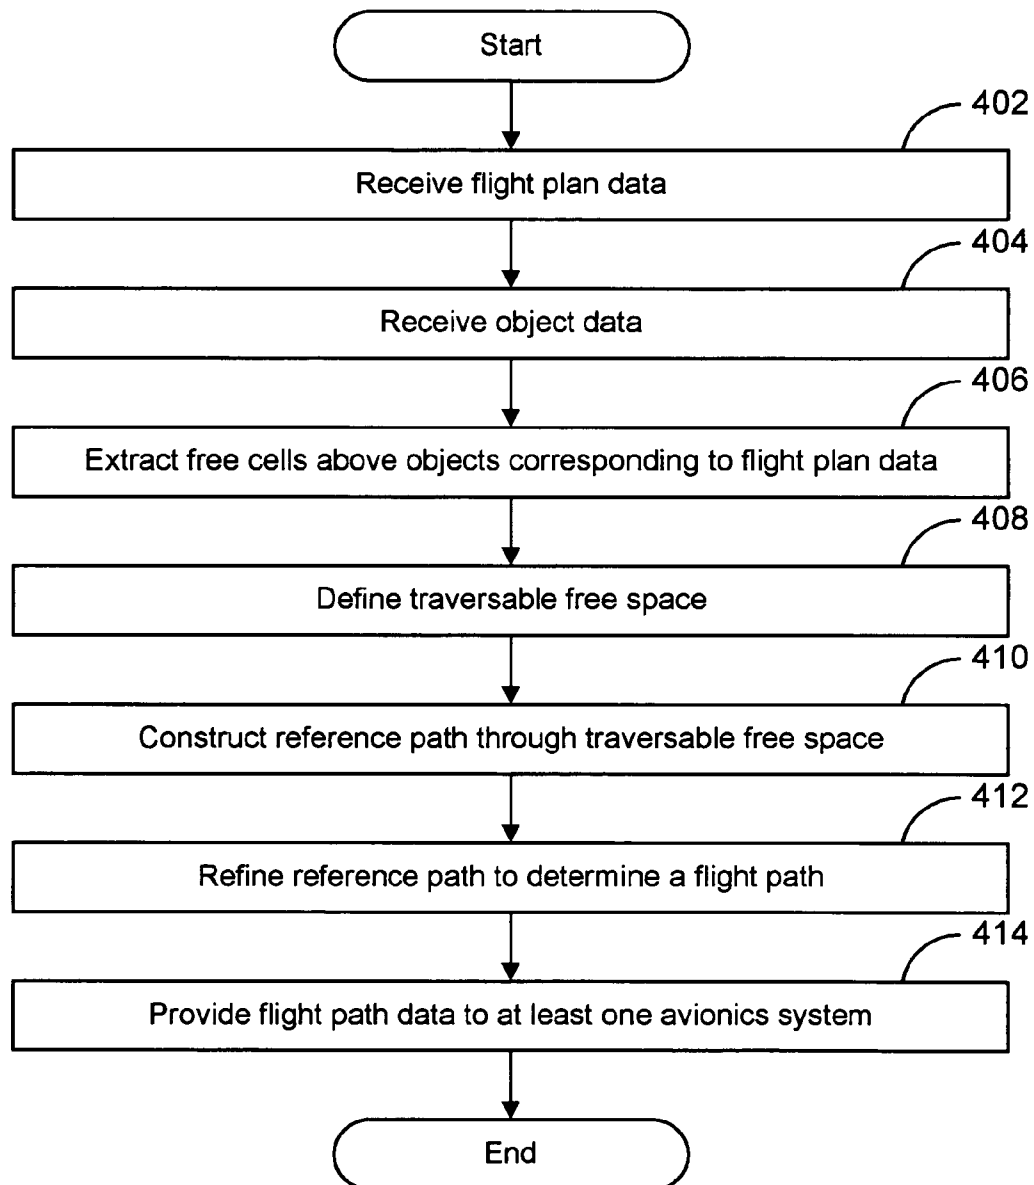 Start
402
Receive flight plan data
404
Receive object data
406
Extract free cells above objects corresponding to flight plan data
408
Define traversable free space
410
Construct reference path through traversable free space
412
Refine reference path to determine a flight path
414
Provide flight path data to at least one avionics system
End